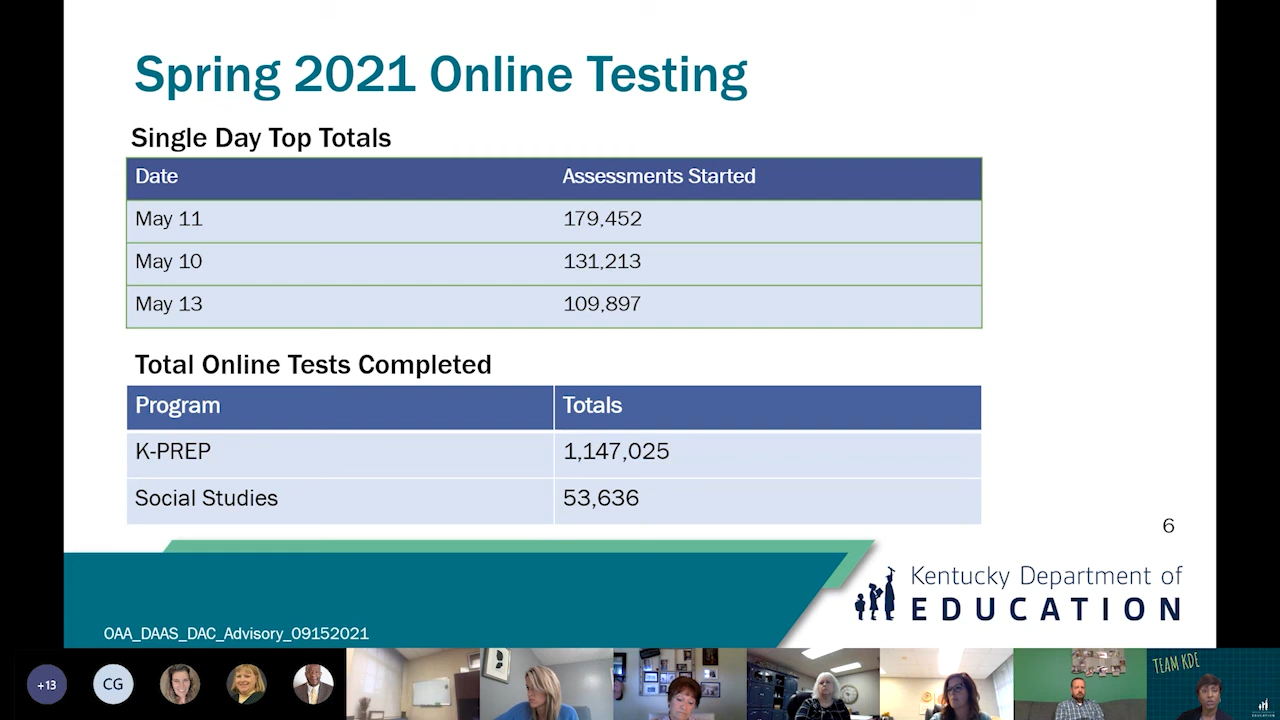 Spring 2021 Online Testing
Single Day Top Totals
Date Assessments Started
May 11 179,452
May 10 131,213
May 13 109,897
Total Online Tests Completed
Program Totals
K-PREP 1,147,025
Social Studies 53,636
6
Kentucky Department of
EDUCATION
OAA_DAAS_DAC_Advisory_09152021
+13 CG
TEAM KDE